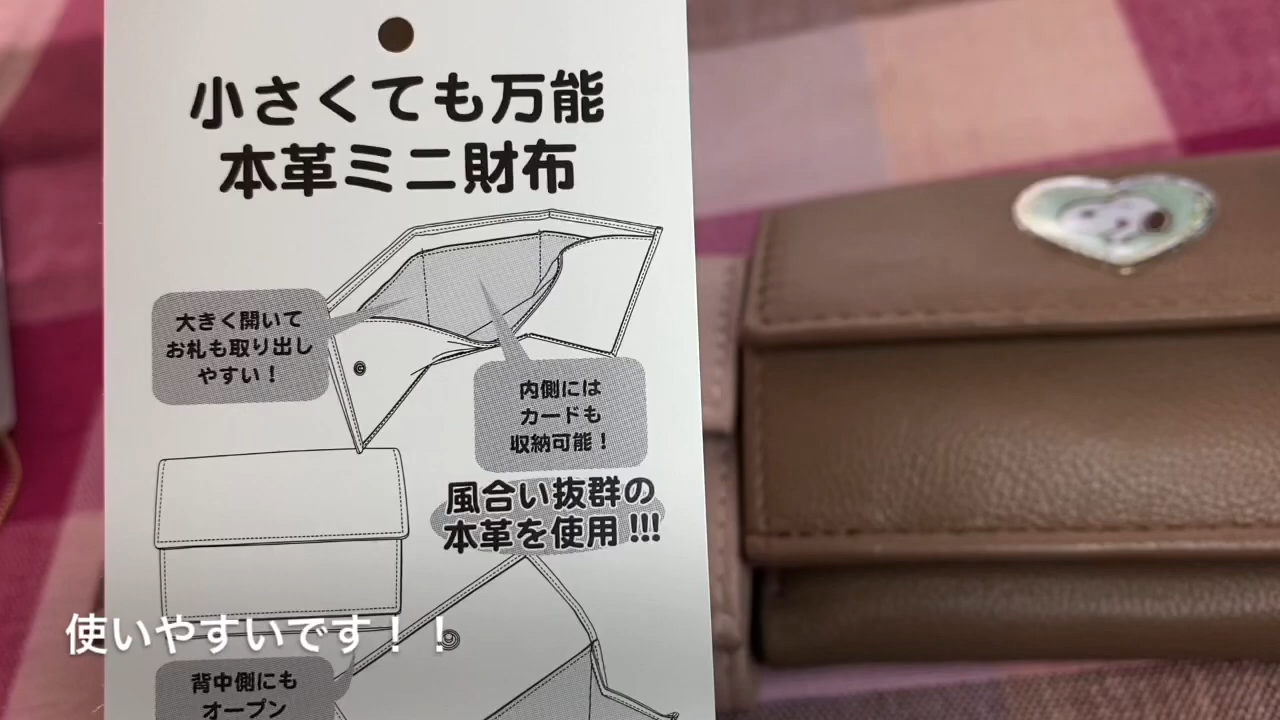 小さくても万能
本革ミニ財布
大きく開いて
お札も取り出し
やすい！
内側には
カードも
収納可能！
風合い抜群の
本革を使用!!!
使いやすいです！！
背中側にも
オープン